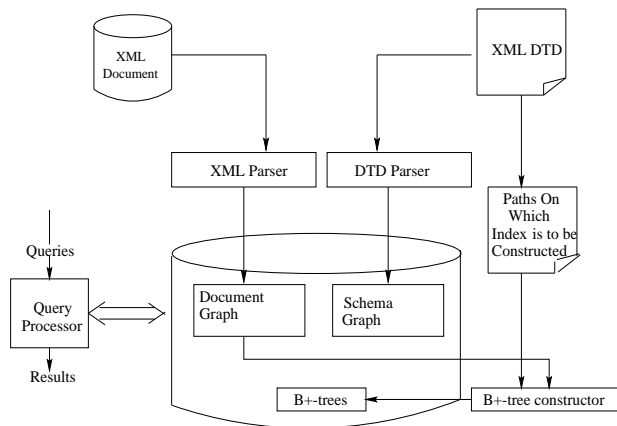 XML
Document
XML DTD
XML Parser
DTD Parser
Paths On
Which
Index is to be
Constructed
Queries
Query
Processor
Results
Document
Graph
Schema
Graph
B+-trees
B+-tree constructor